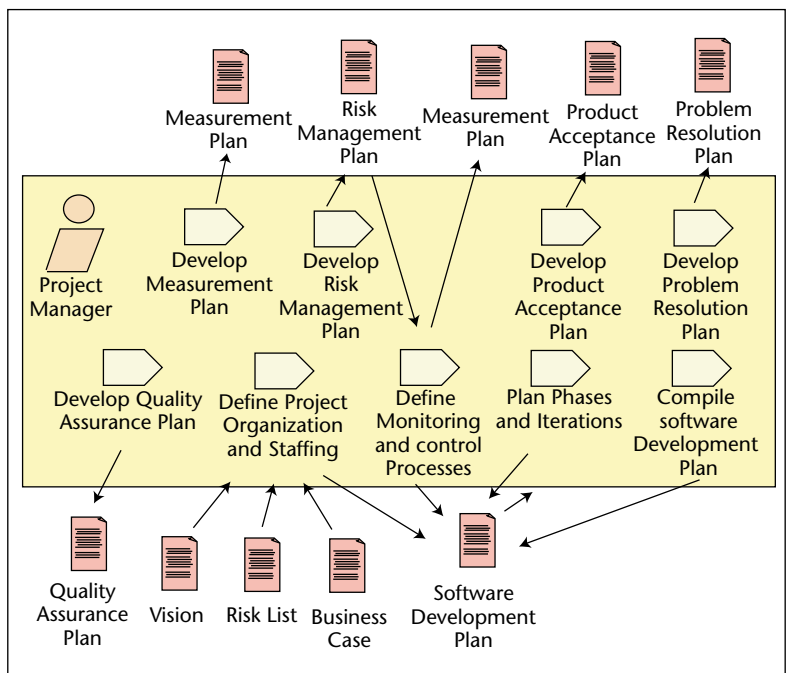 Measurement
Plan
Risk
Management
Plan
Measurement
Plan
Product
Acceptance
Plan
Problem
Resolution
Plan
Project
Manager
Develop
Measurement
Plan
Develop
Risk
Management
Plan
Develop
Product
Acceptance
Plan
Develop
Problem
Resolution
Plan
Develop Quality
Assurance Plan
Define Project
Organization
and Staffing
Define
Monitoring
and control
Processes
Plan Phases
and Iterations
Compile
software
Development
Plan
Quality
Assurance
Plan
Vision
Risk List
Business
Case
Software
Development
Plan